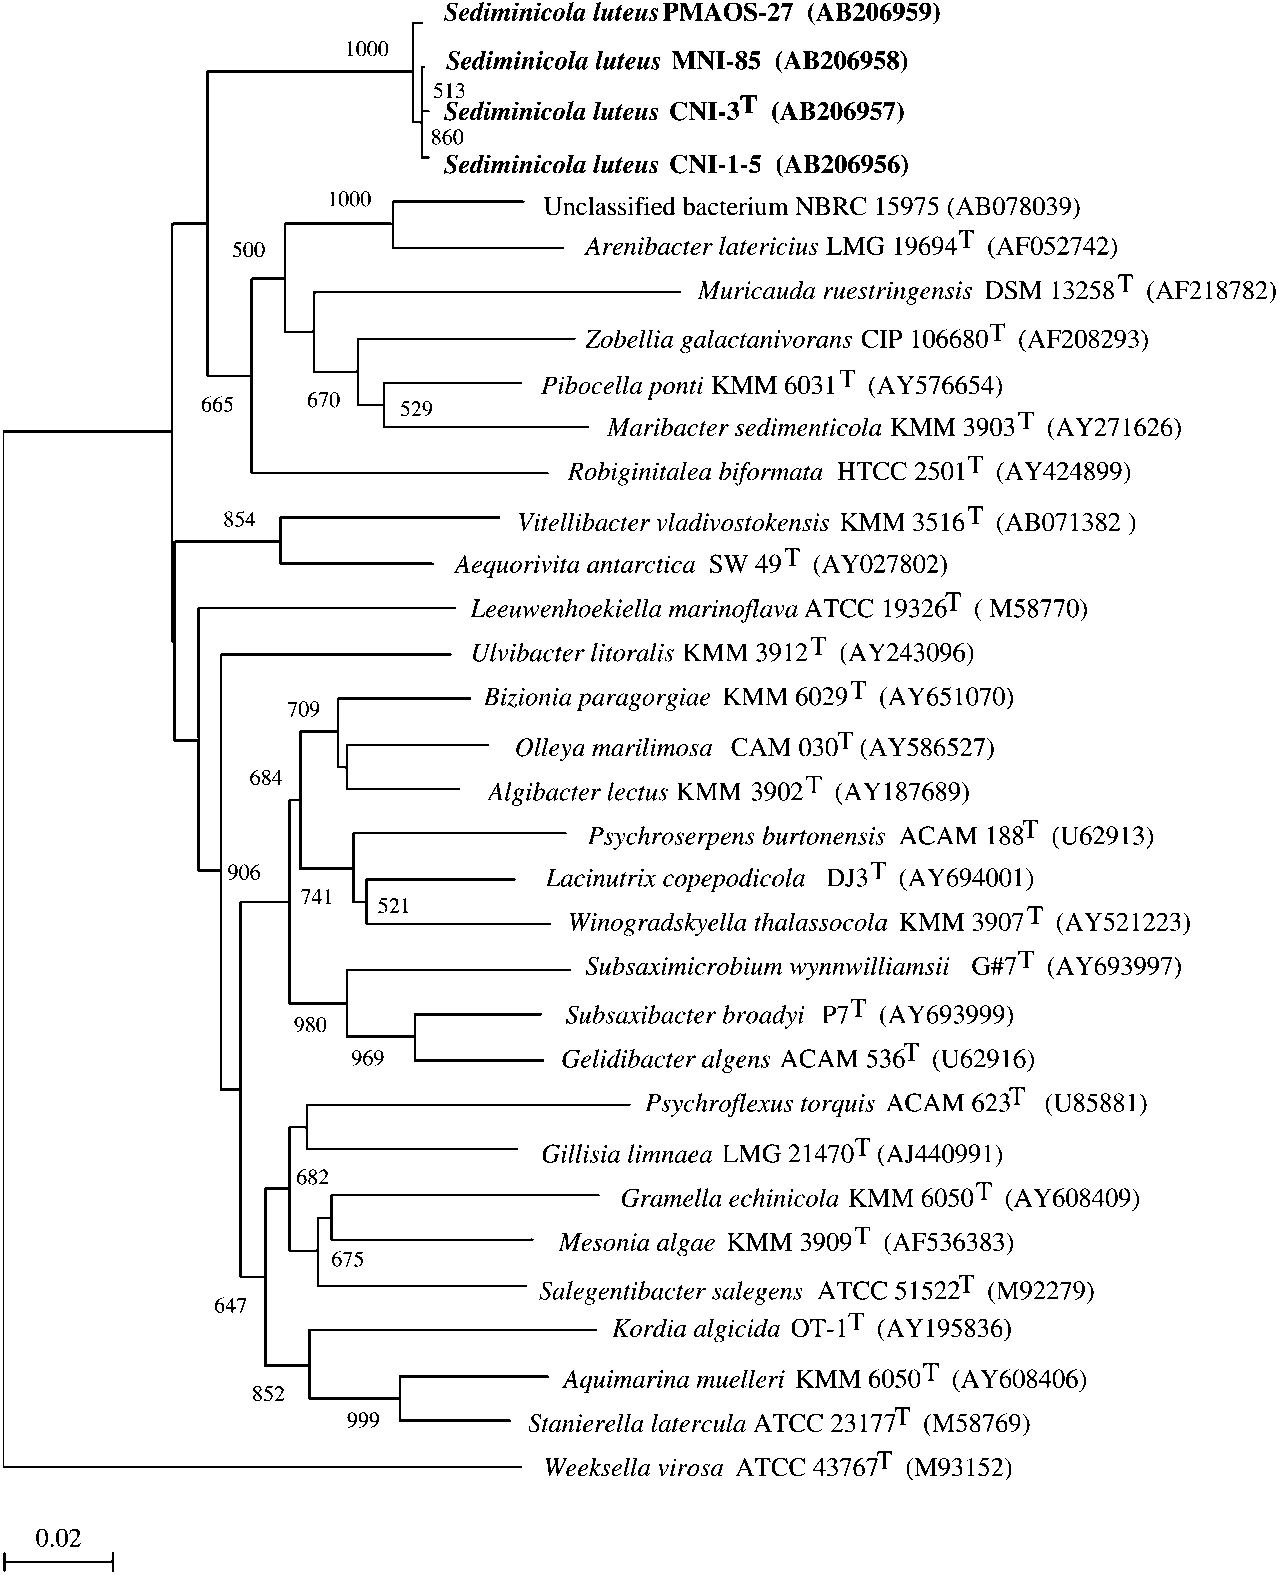 Sediminicola luteus PMAOS-27 (AB206959)
1000
Sediminicola luteus MNI-85 (AB206958)
513
Sediminicola luteus CNI-3T (AB206957)
860
Sediminicola luteus CNI-1-5 (AB206956)
1000
Unclassified bacterium NBRC 15975 (AB078039)
500
Arenibacter latericius LMG 19694T (AF052742)
Muricauda ruestringensis DSM 13258T (AF218782)
Zobellia galactanivorans CIP 106680T (AF208293)
Pibocella ponti KMM 6031T (AY576654)
665
670
529
Maribacter sedimenticola KMM 3903T (AY271626)
Robiginitalea biformata HTCC 2501T (AY424899)
854
Vitellibacter vladivostokensis KMM 3516T (AB071382 )
Aequorivita antarctica SW 49T (AY027802)
Leeuwenhoekiella marinoflava ATCC 19326T ( M58770)
Ulvibacter litoralis KMM 3912T (AY243096)
Bizionia paragorgiae KMM 6029T (AY651070)
709
Olleya marilimosa CAM 030T (AY586527)
684
Algibacter lectus KMM 3902T (AY187689)
Psychroserpens burtonensis ACAM 188T (U62913)
906
Lacinutrix copepodicola DJ3T (AY694001)
741
521
Winogradskyella thalassocola KMM 3907T (AY521223)
Subsaximicrobium wynnwilliamsii G#7T (AY693997)
Subsaxibacter broadyi P7T (AY693999)
980
969
Gelidibacter algens ACAM 536T (U62916)
Psychroflexus torquis ACAM 623T (U85881)
Gillisia limnaea LMG 21470T (AJ440991)
682
Gramella echinicola KMM 6050T (AY608409)
Mesonia algae KMM 3909T (AF536383)
675
Salegentibacter salegens ATCC 51522T (M92279)
647
Kordia algicida OT-1T (AY195836)
Aquimarina muelleri KMM 6050T (AY608406)
852
999
Stanierella latercula ATCC 23177T (M58769)
Weeksella virosa ATCC 43767T (M93152)
0.02